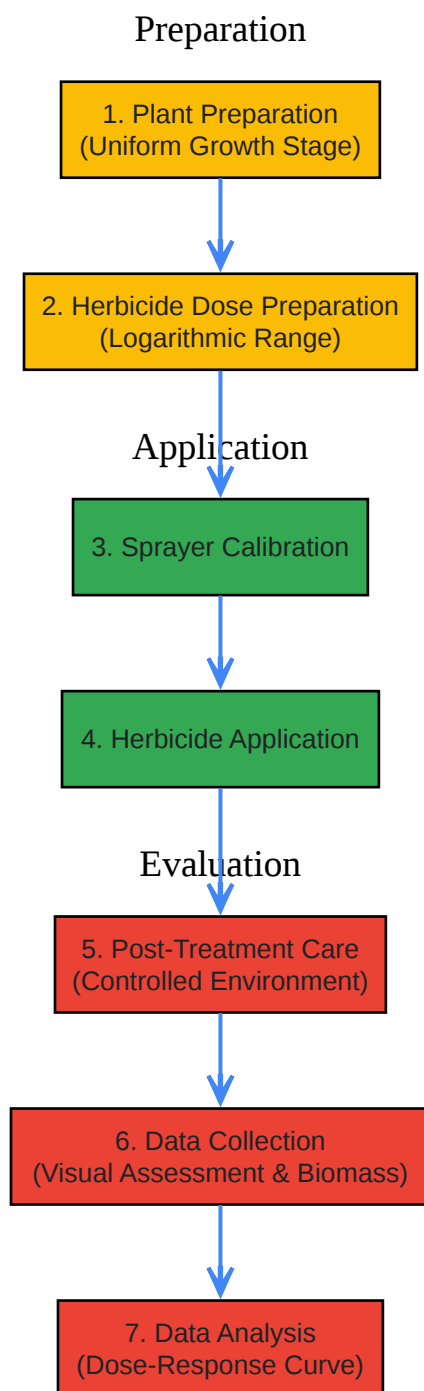 Preparation
1. Plant Preparation
(Uniform Growth Stage)
2. Herbicide Dose Preparation
(Logarithmic Range)
Application
3. Sprayer Calibration
4. Herbicide Application
Evaluation
5. Post-Treatment Care
(Controlled Environment)
6. Data Collection
(Visual Assessment & Biomass)
7. Data Analysis
(Dose-Response Curve)